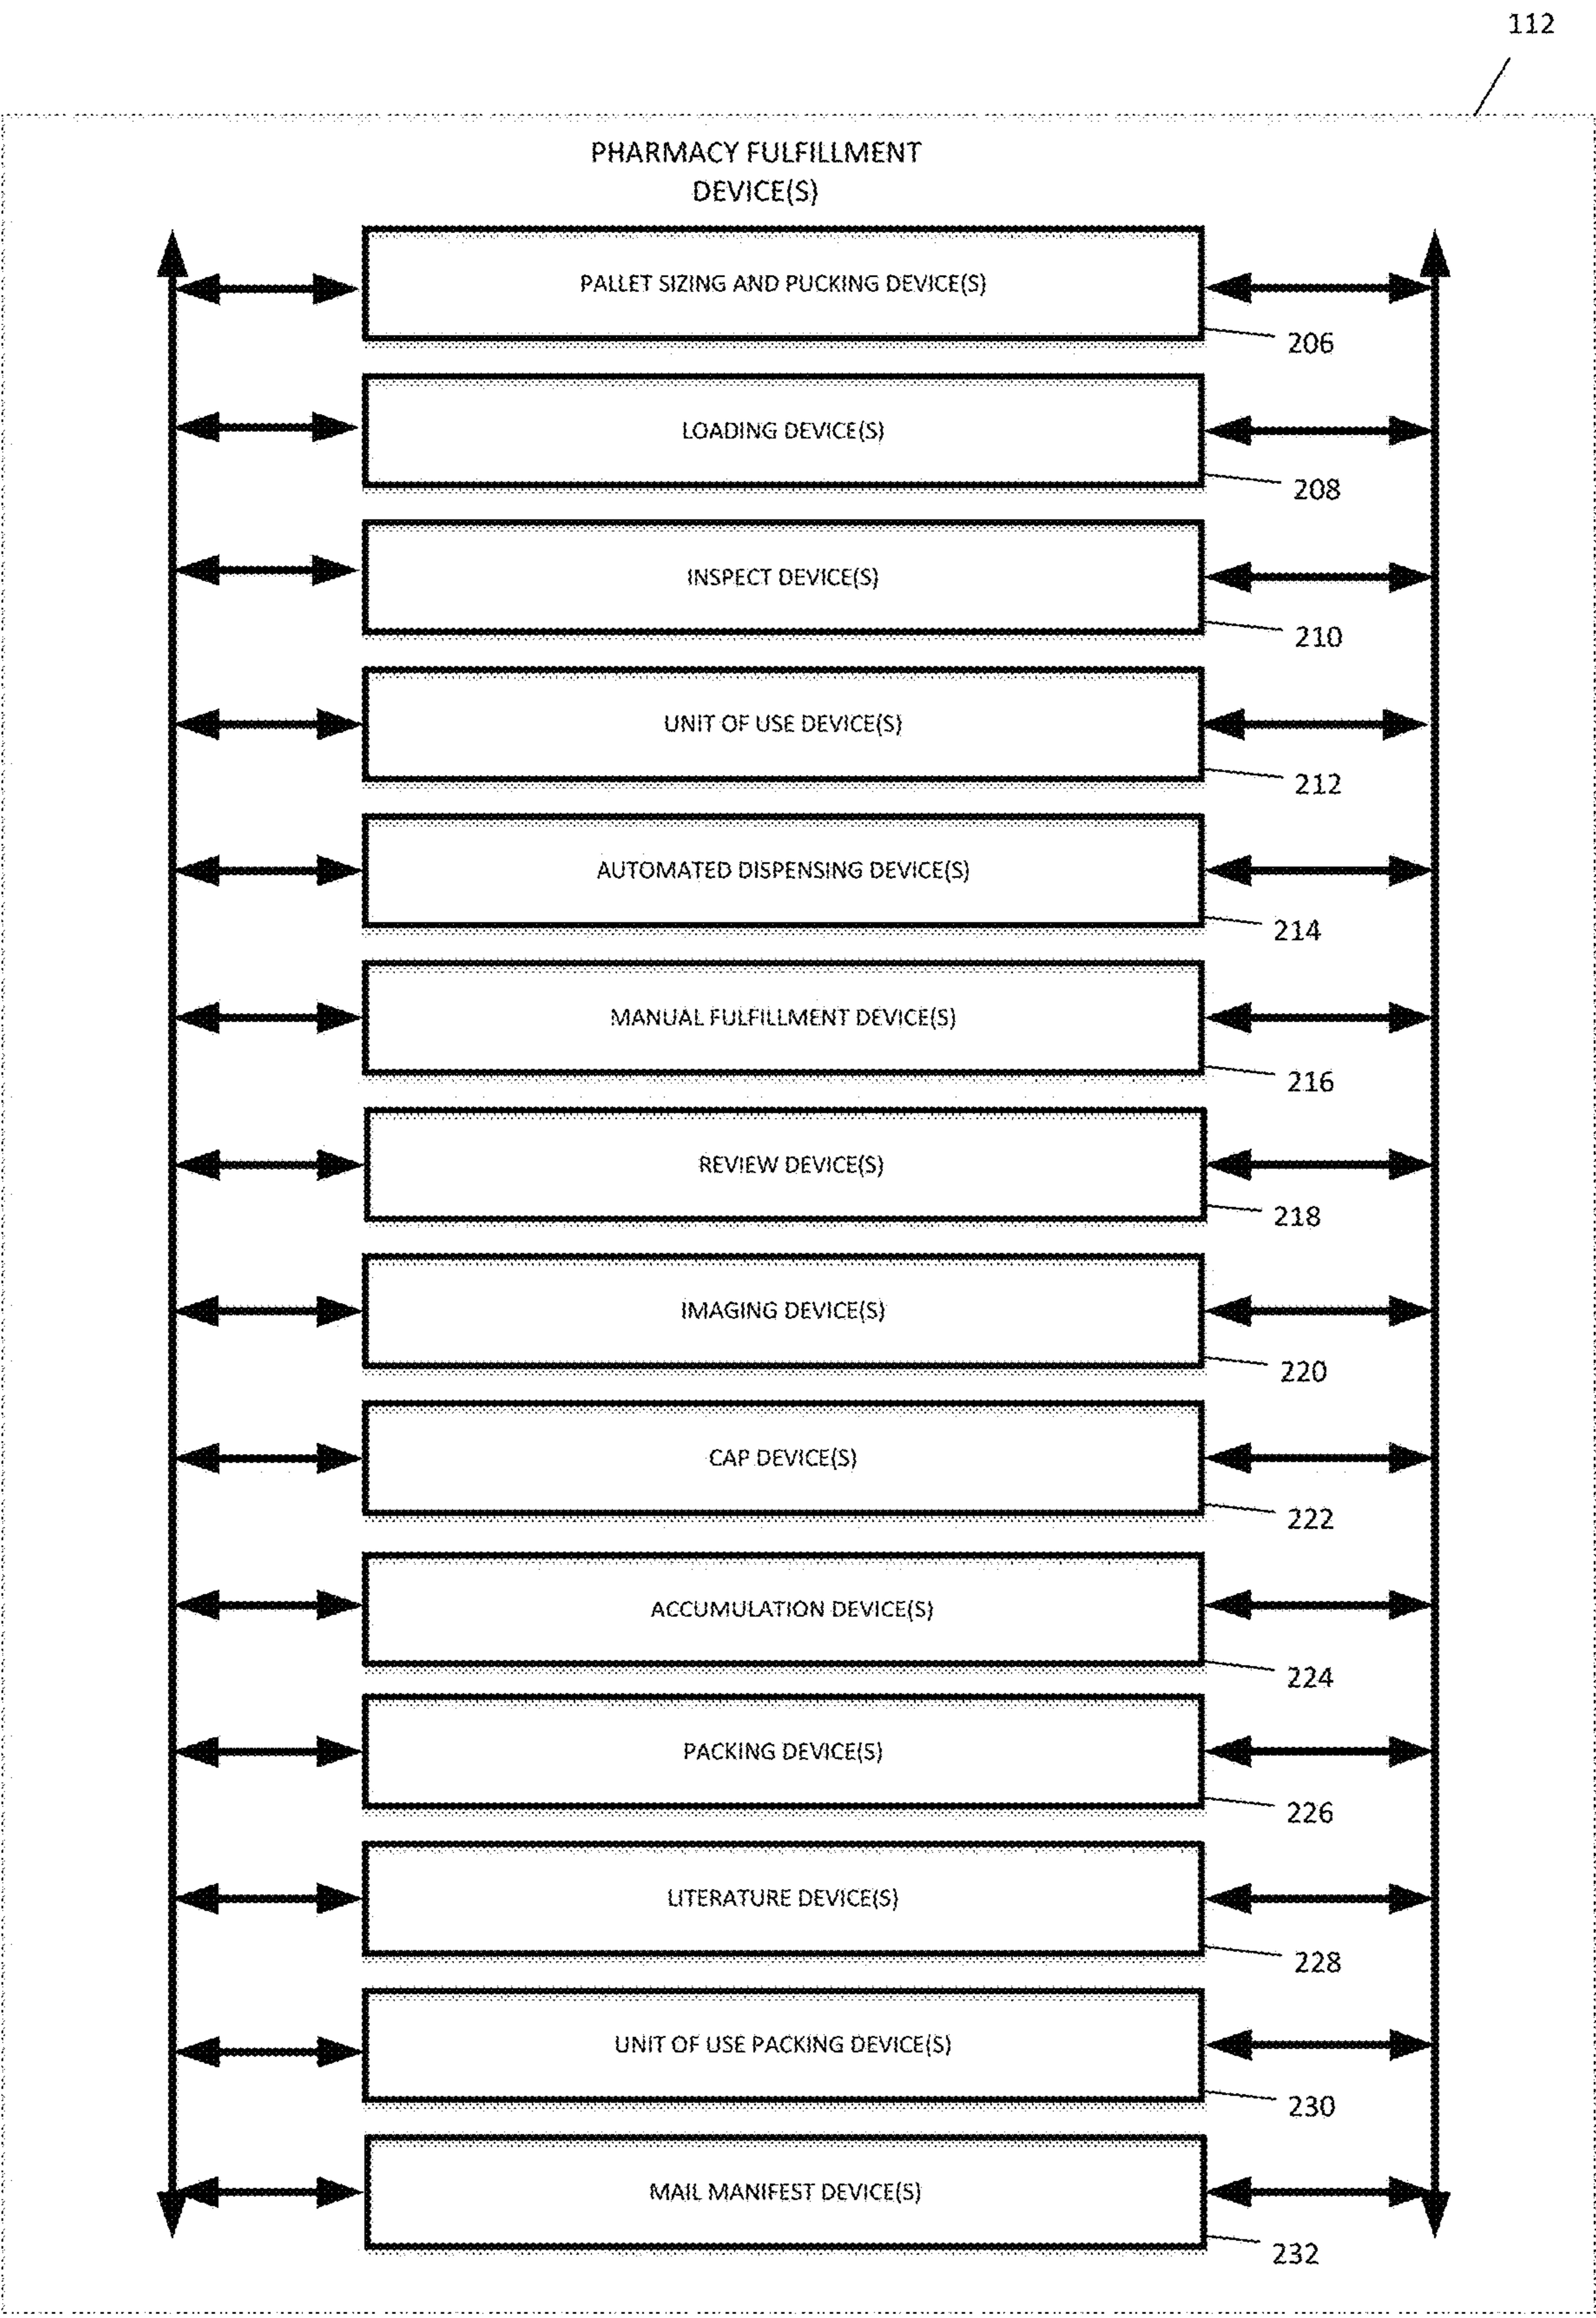 112
PHARMACY FULFILLMENT
DEVICE(S)
PALLET SIZING AND PUCKING DEVICE(S)
206
LOADING DEVICE(S)
208
INSPECT DEVICE(S)
210
UNIT OF USE DEVICE(S)
212
AUTOMATED DISPENSING DEVICE(S)
214
MANUAL FULFILLMENT DEVICE(S)
216
REVIEW DEVICE(S)
218
IMAGING DEVICE(S)
220
CAP DEVICE(S)
222
ACCUMULATION DEVICE(S)
224
PACKING DEVICE(S)
226
LITERATURE DEVICE(S)
228
UNIT OF USE PACKING DEVICE(S)
230
MAIL MANIFEST DEVICE(S)
232